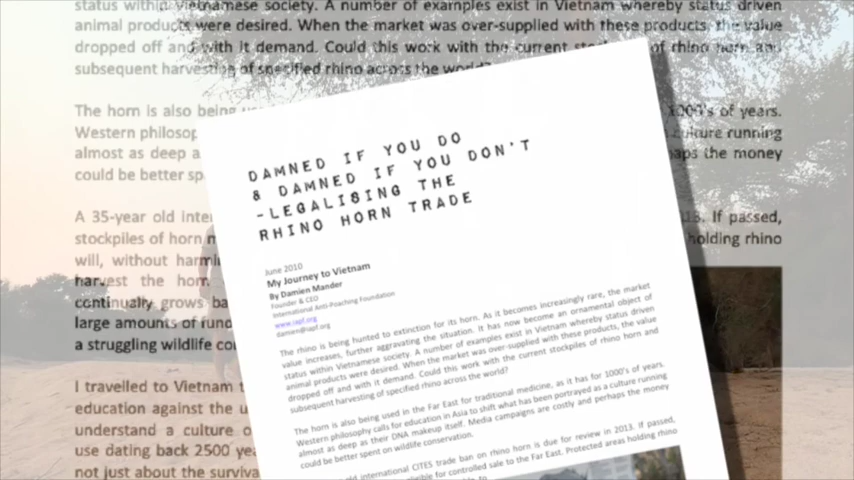 status within Vietnamese society. A number of examples exist in Vietnam whereby status driven
animal products were desired. When the market was over-supplied with these products, the value
dropped off and with it demand. Could this work with the current of rhino horn and
subsequent harvesting of specified rhino across the world?
The horn is also being 1000's of years.
Western culture running
almost as deep a the money
could be better
A 35-year old If passed,
stockpiles of horn holding rhino
will, without
harvest the horn.
continually grows
large amounts of
a struggling wildlife
I travelled to Vietnam
education against the
understand a culture
use dating back 2500
not just about the
DAMNED IF YOU DO
& DAMNED IF YOU DON'T
-LEGALISING THE
RHINO HORN TRADE
June 2010
My Journey to Vietnam
By Damien Mander
Founder & CEO
International Anti-Poaching Foundation
www.iapf.org
damien@iapf.org
The rhino is being hunted to extinction for its horn. As it becomes increasingly rare, the market
value increases, further aggravating the situation. It has now become an ornamental object of
status within Vietnamese society. A number of examples exist in Vietnam whereby status driven
animal products were desired. When the market was over-supplied with these products, the value
dropped off and with it demand. Could this work with the current stockpiles of rhino horn and
subsequent harvesting of specified rhino across the world?
The horn is also being used in the Far East for traditional medicine, as it has for 1000's of years.
Western philosophy calls for education in Asia to shift what has been portrayed as a culture running
almost as deep as their DNA makeup itself. Media campaigns are costly and perhaps the money
could be better spent on wildlife conservation.
old international CITES trade ban on rhino horn is due for review in 2013. If passed,
eligible for controlled sale to the Far East. Protected areas holding rhino